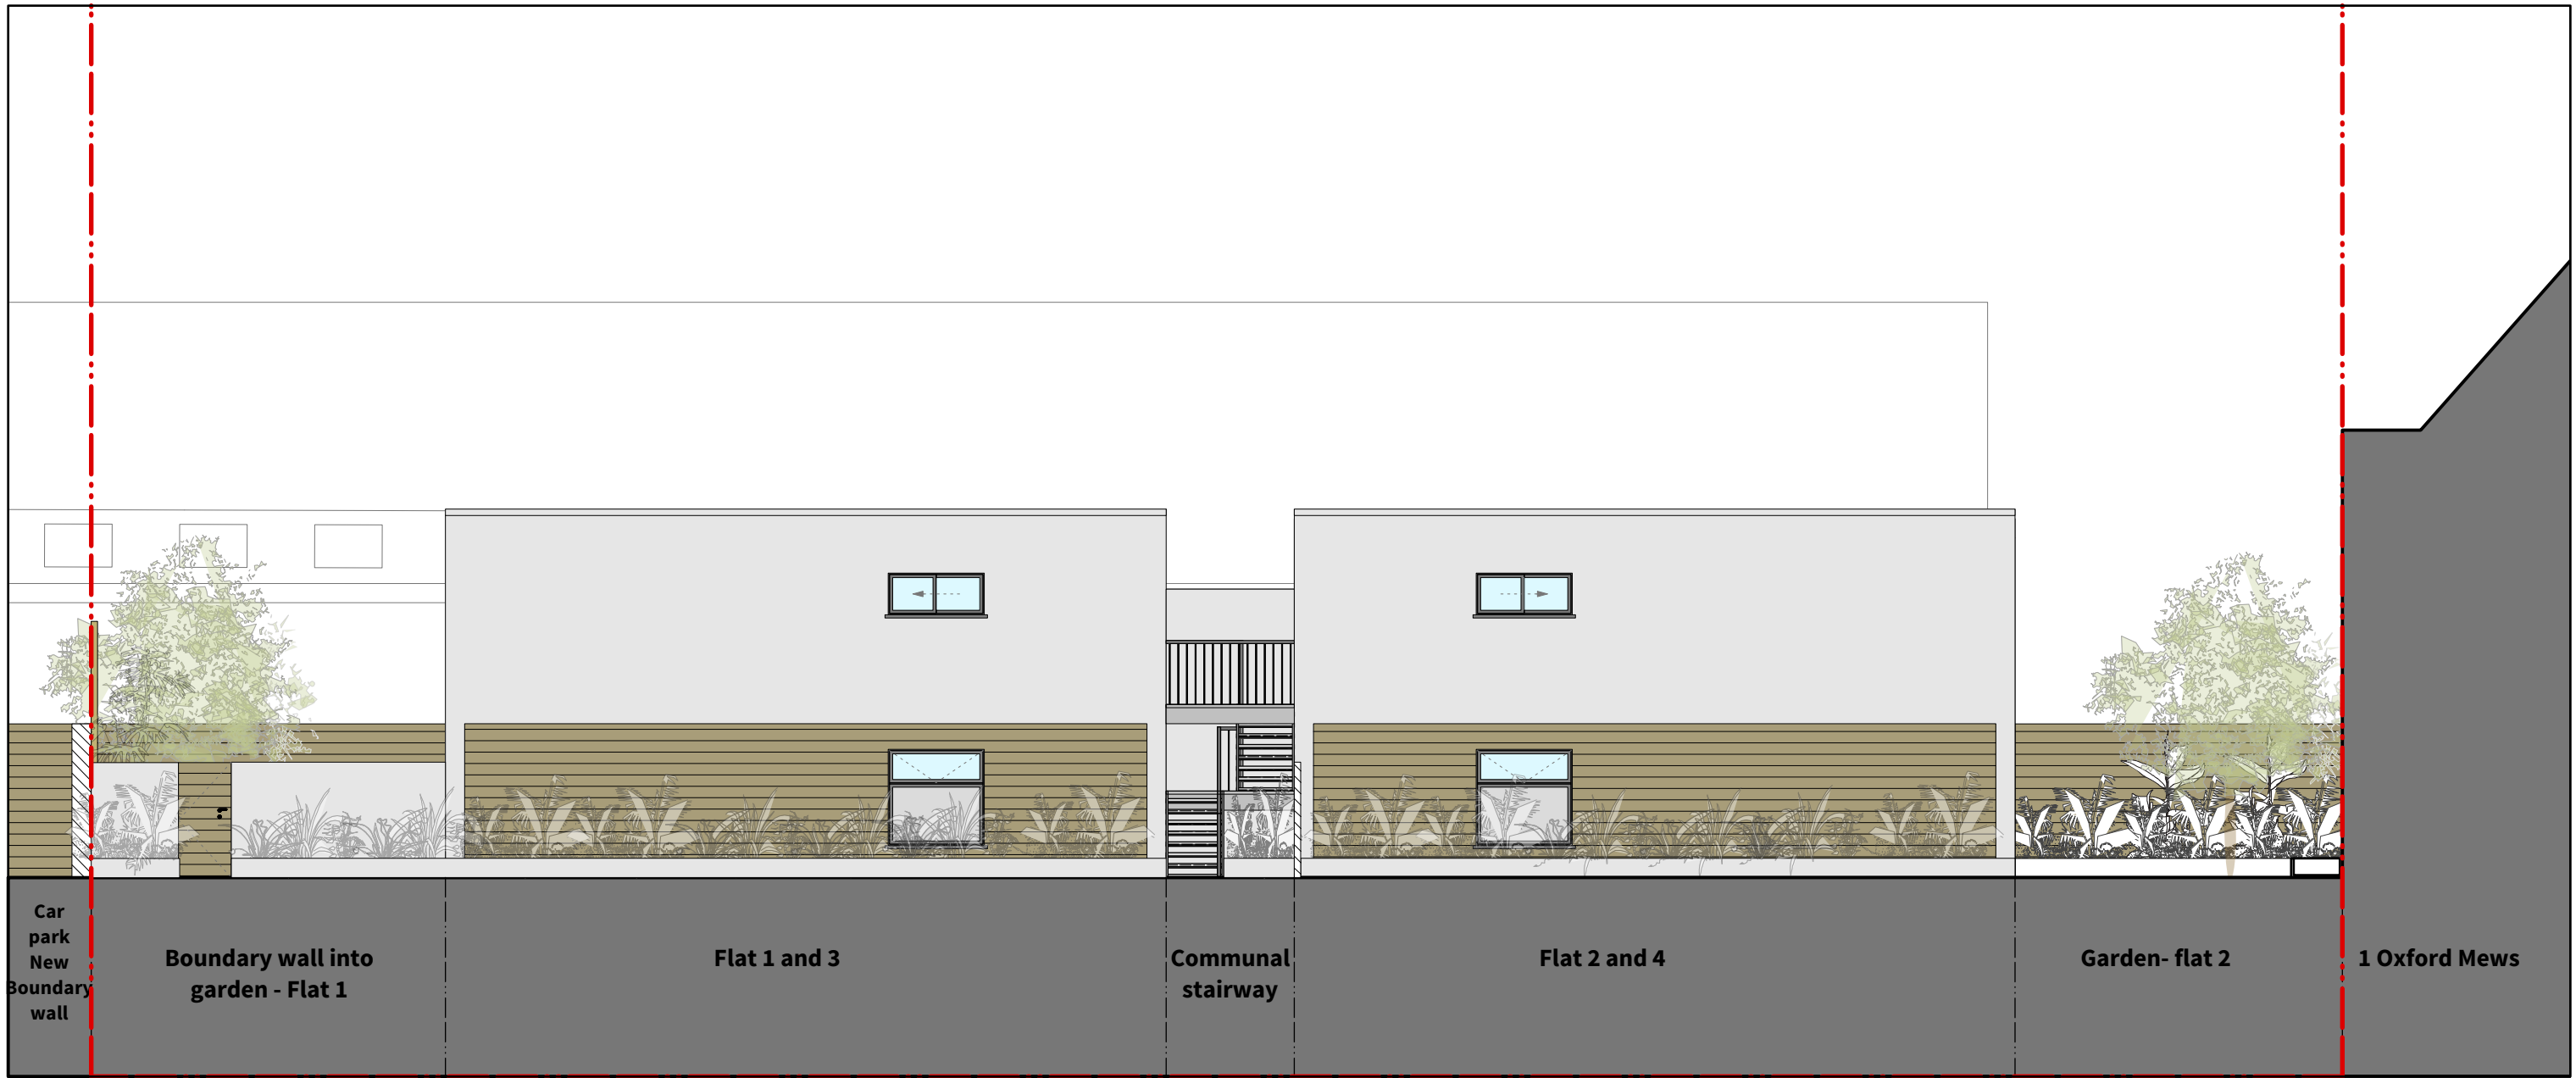 Car
park
New
Boundary
wall
Boundary wall into
garden - Flat 1
Flat 1 and 3
Communal
stairway
Flat 2 and 4
Garden- flat 2
1 Oxford Mews